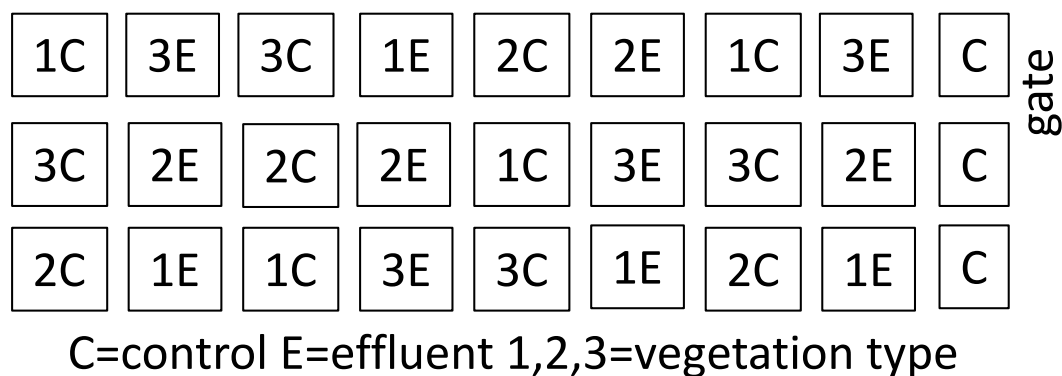 1C 3E 3C 1E 2C 2E 1C 3E C
gate
3C 2E 2C 2E 1C 3E 3C 2E C
2C 1E 1C 3E 3C 1E 2C 1E C
C=control E=effluent 1,2,3=vegetation type